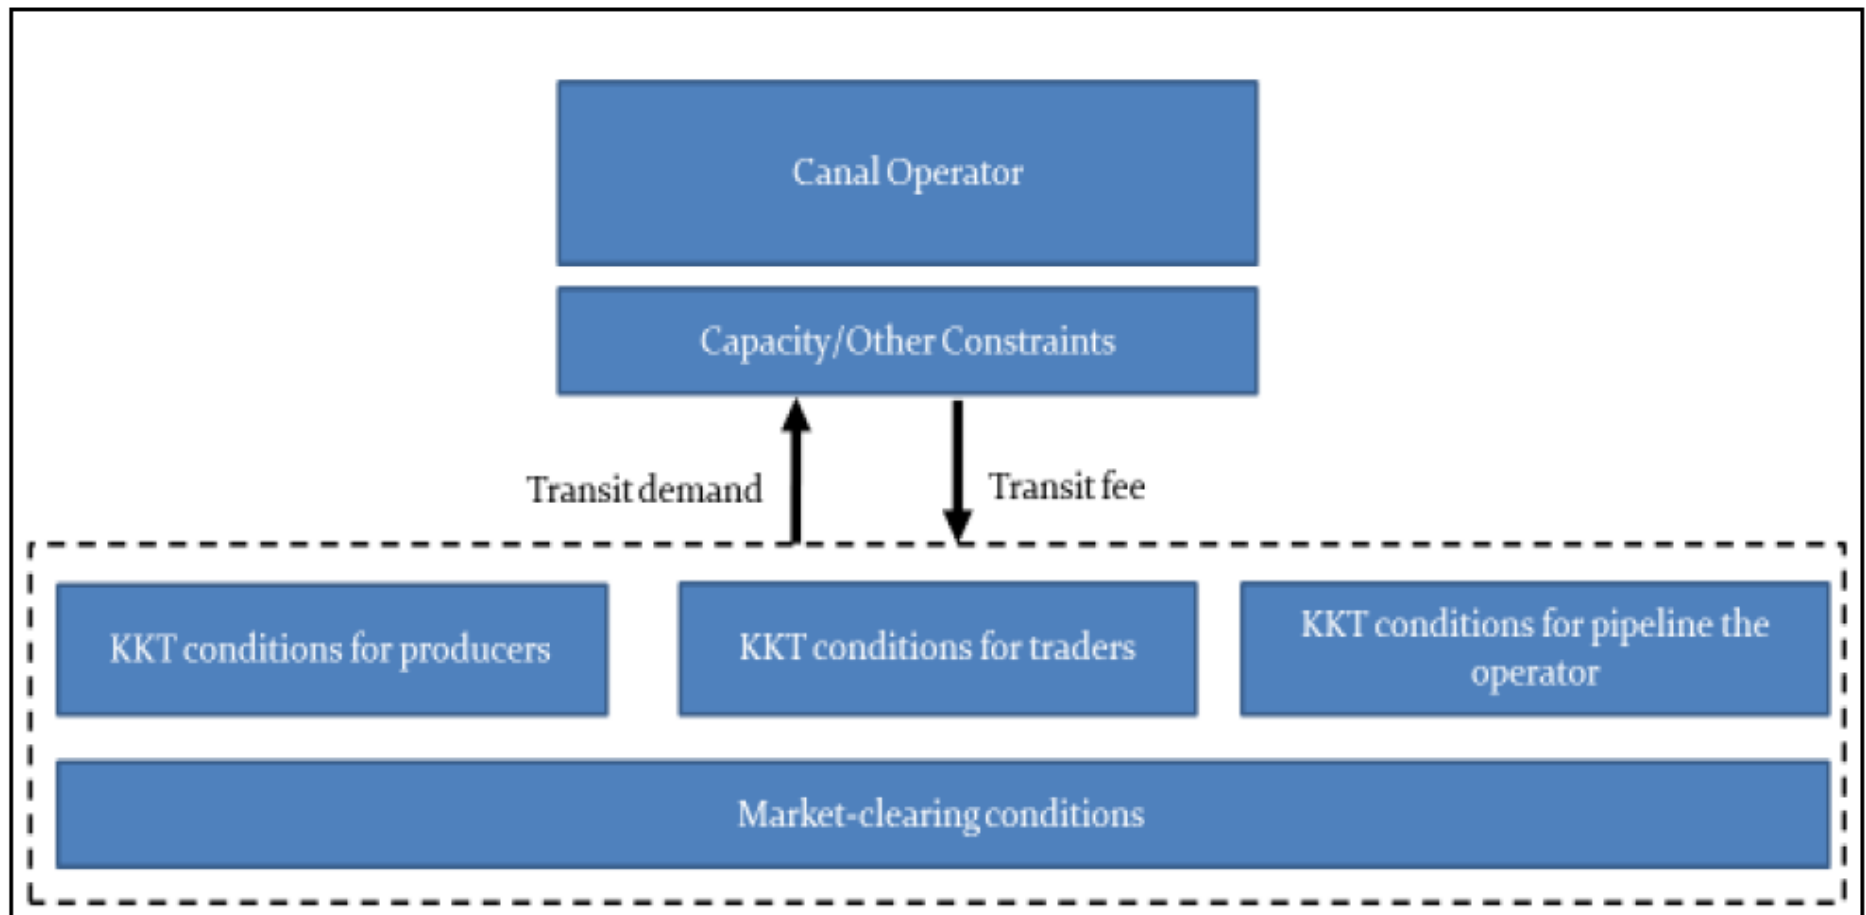 Canal Operator
Capacity/Other Constraints
Transit demand
Transit fee
KKT conditions for producers
KKT conditions for traders
KKT conditions for pipeline the
operator
Market-clearing conditions